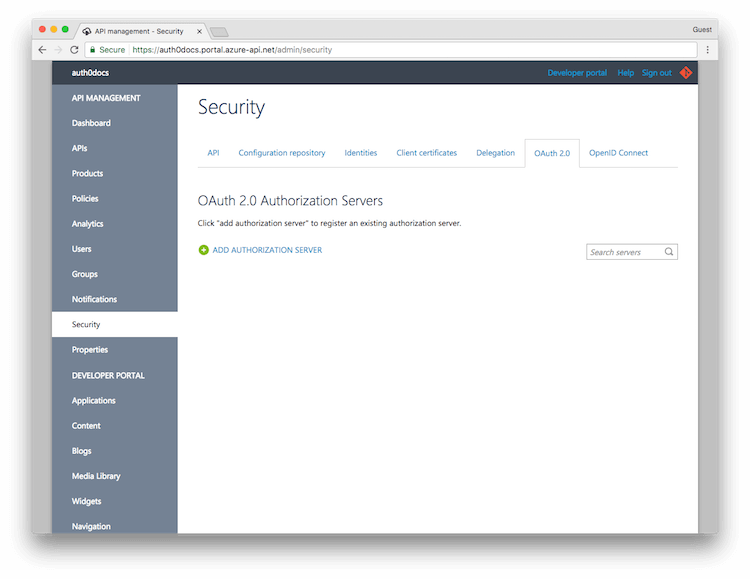 API management - Security
Guest
Secure https://auth0docs.portal.azure-api.net/admin/security
auth0docs
Developer portal Help Sign out
API MANAGEMENT
Dashboard
APIs
Products
Policies
Analytics
Users
Groups
Notifications
Security
Properties
DEVELOPER PORTAL
Applications
Content
Blogs
Media Library
Widgets
Navigation
Security
API Configuration repository Identities Client certificates Delegation OAuth 2.0 OpenID Connect
OAuth 2.0 Authorization Servers
Click "add authorization server" to register an existing authorization server.
ADD AUTHORIZATION SERVER
Search servers